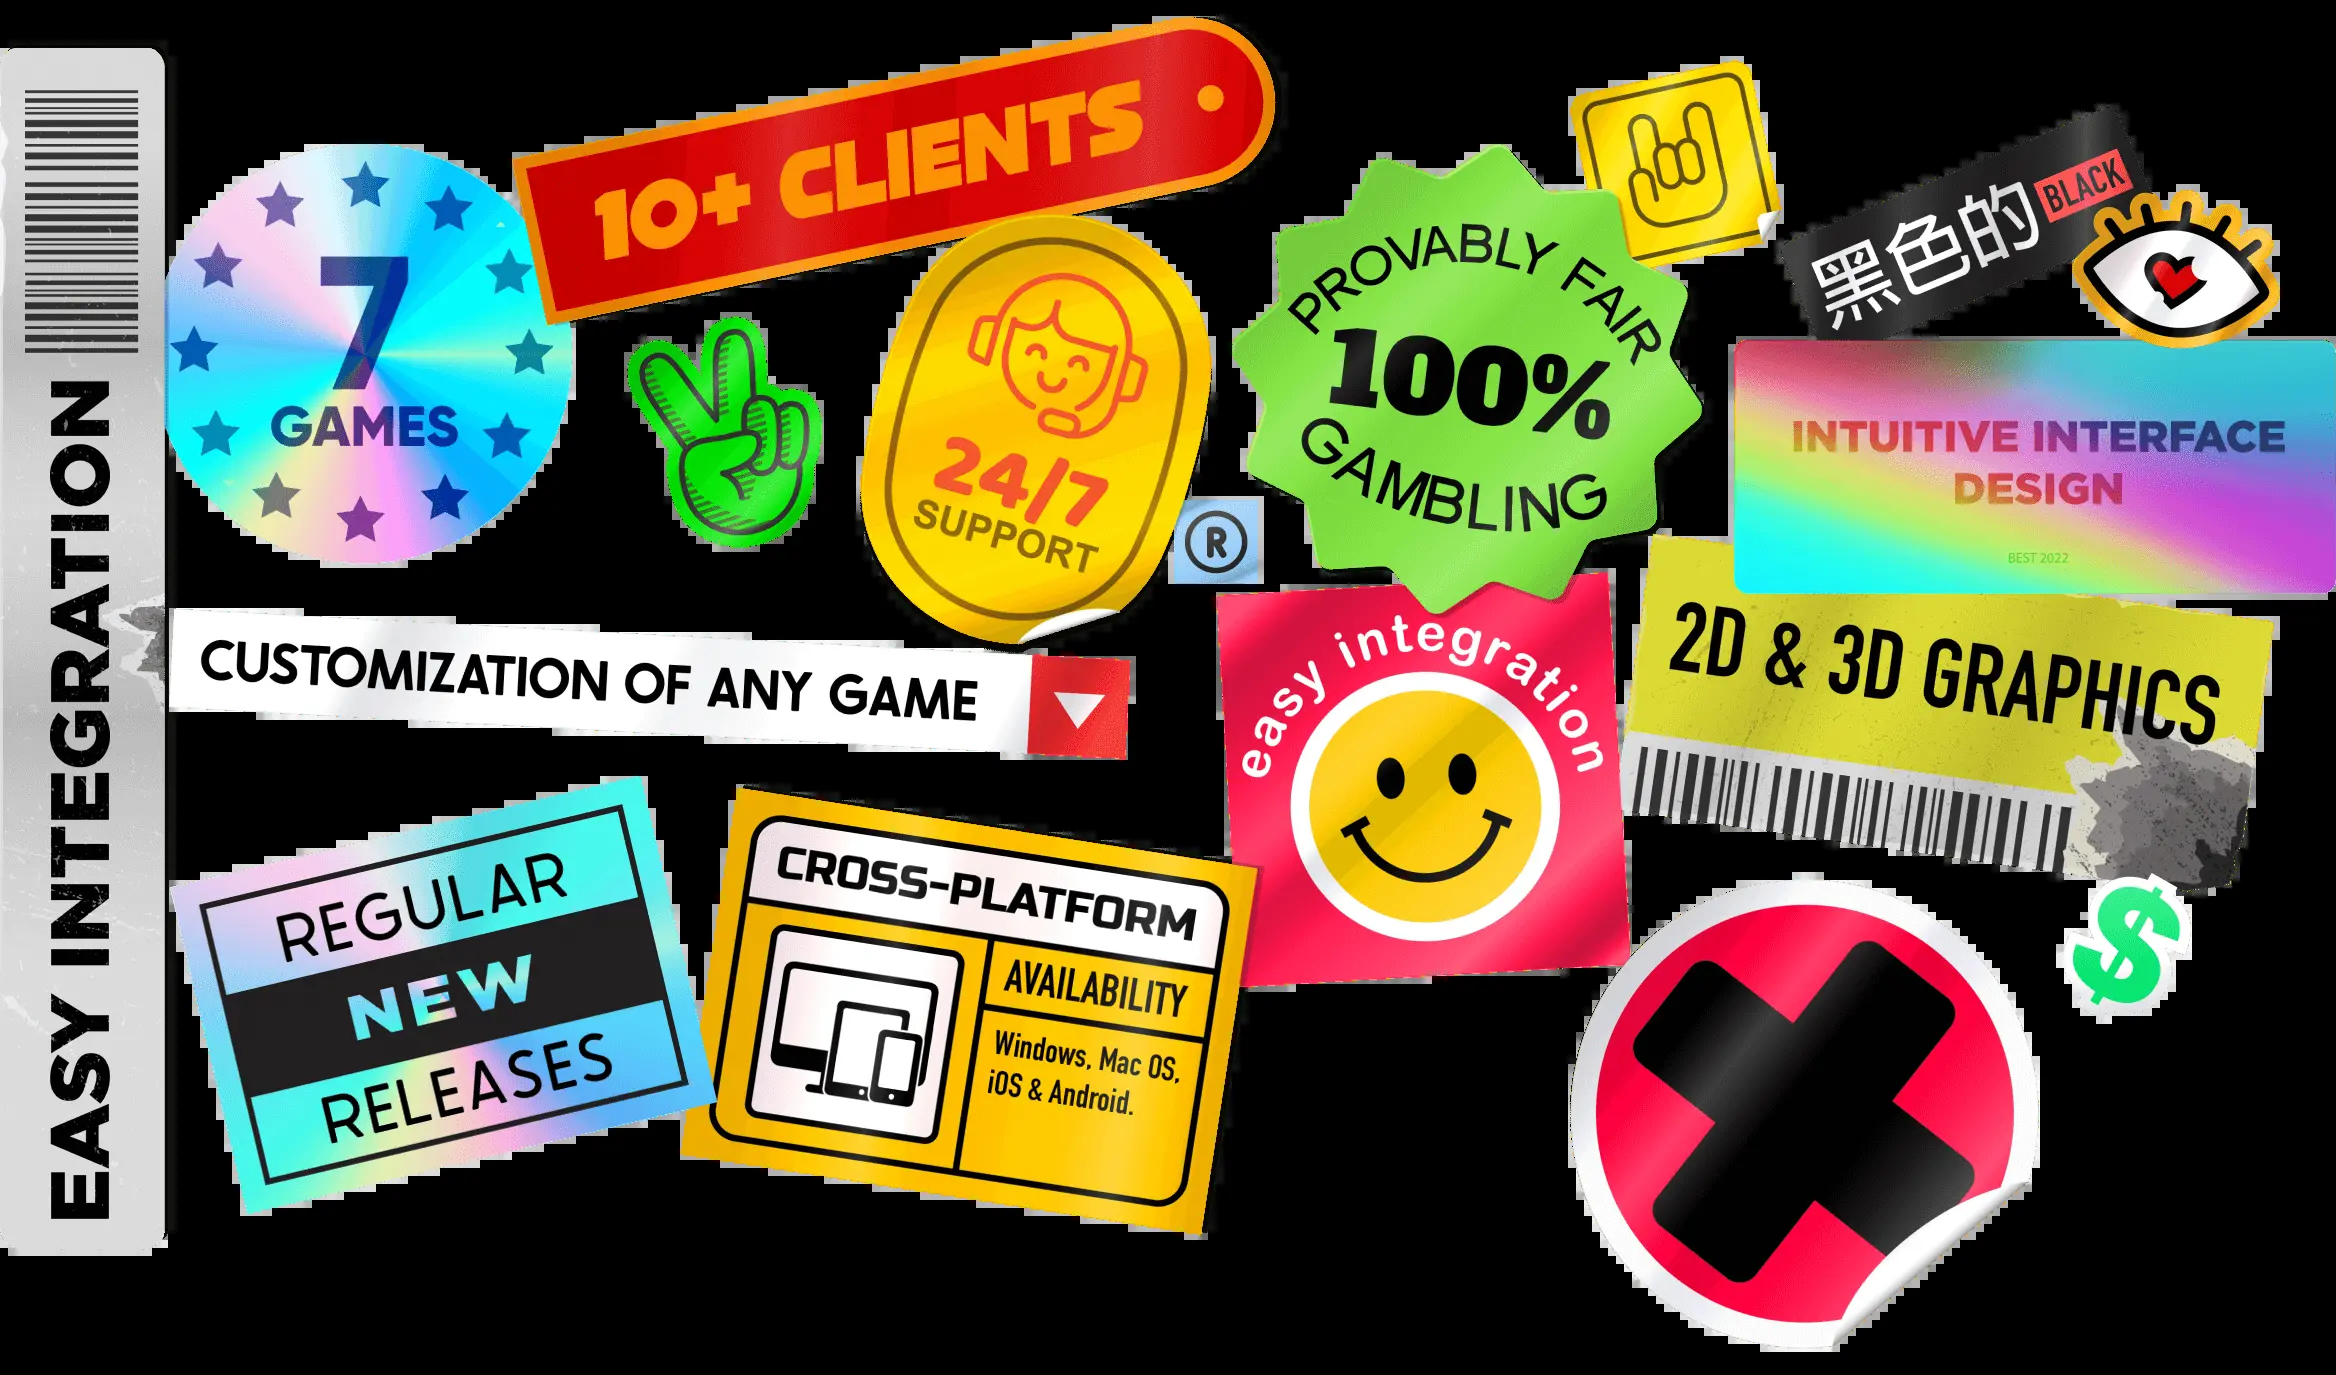 EASY INTEGRATION
7
GAMES
10+ CLIENTS
24/7
SUPPORT
®
PROVABLY FAIR
100%
GAMBLING
黑色的
BLACK
INTUITIVE INTERFACE
DESIGN
BEST 2022
2D & 3D GRAPHICS
CUSTOMIZATION OF ANY GAME
easy integration
REGULAR
NEW
RELEASES
CROSS-PLATFORM
AVAILABILITY
Windows, Mac OS,
iOS & Android.
$